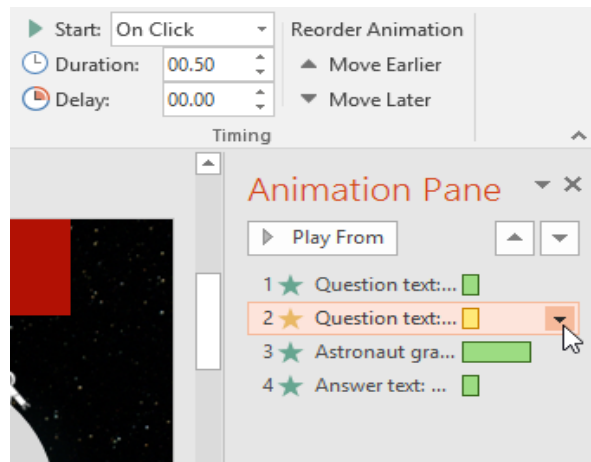 Start: On Click Reorder Animation
Duration: 00.50 Move Earlier
Delay: 00.00 Move Later
Timing
Animation Pane
Play From
1 Question text:...
2 Question text:...
3 Astronaut gra...
4 Answer text: ...